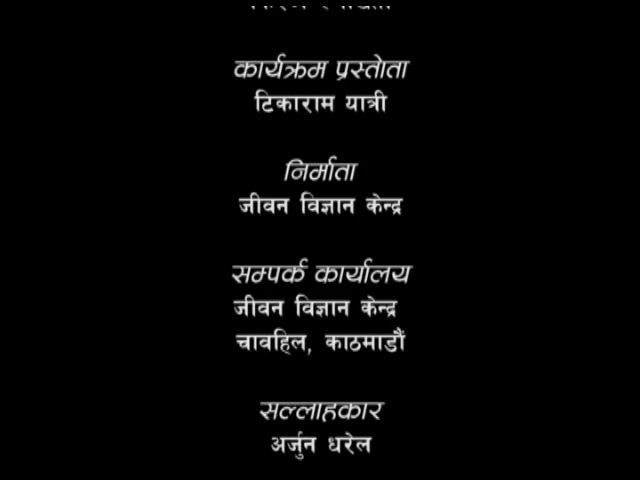 कार्यक्रम प्रस्तोता
टिकाराम यात्री
निर्माता
जीवन विज्ञान केन्द्र
सम्पर्क कार्यालय
जीवन विज्ञान केन्द्र
चावहिल, काठमाडौं
सल्लाहकार
अर्जुन धरेल